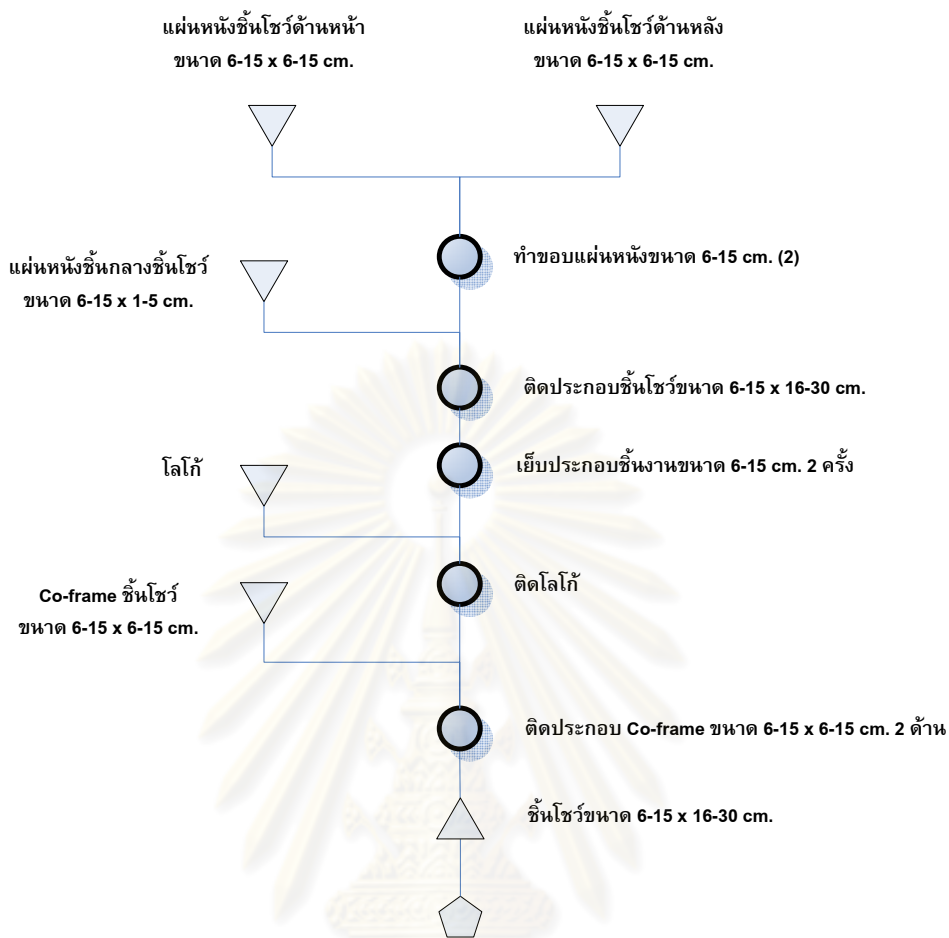 แผ่นหนังชิ้นโชว์ด้านหน้า
ขนาด 6-15 x 6-15 cm.
แผ่นหนังชิ้นโชว์ด้านหลัง
ขนาด 6-15 x 6-15 cm.
ทำขอบแผ่นหนังขนาด 6-15 cm. (2)
แผ่นหนังชิ้นกลางชิ้นโชว์
ขนาด 6-15 x 1-5 cm.
ติดประกอบชิ้นโชว์ขนาด 6-15 x 16-30 cm.
โลโก้
เย็บประกอบชิ้นงานขนาด 6-15 cm. 2 ครั้ง
ติดโลโก้
Co-frame ชิ้นโชว์
ขนาด 6-15 x 6-15 cm.
ติดประกอบ Co-frame ขนาด 6-15 x 6-15 cm. 2 ด้าน
ชิ้นโชว์ขนาด 6-15 x 16-30 cm.